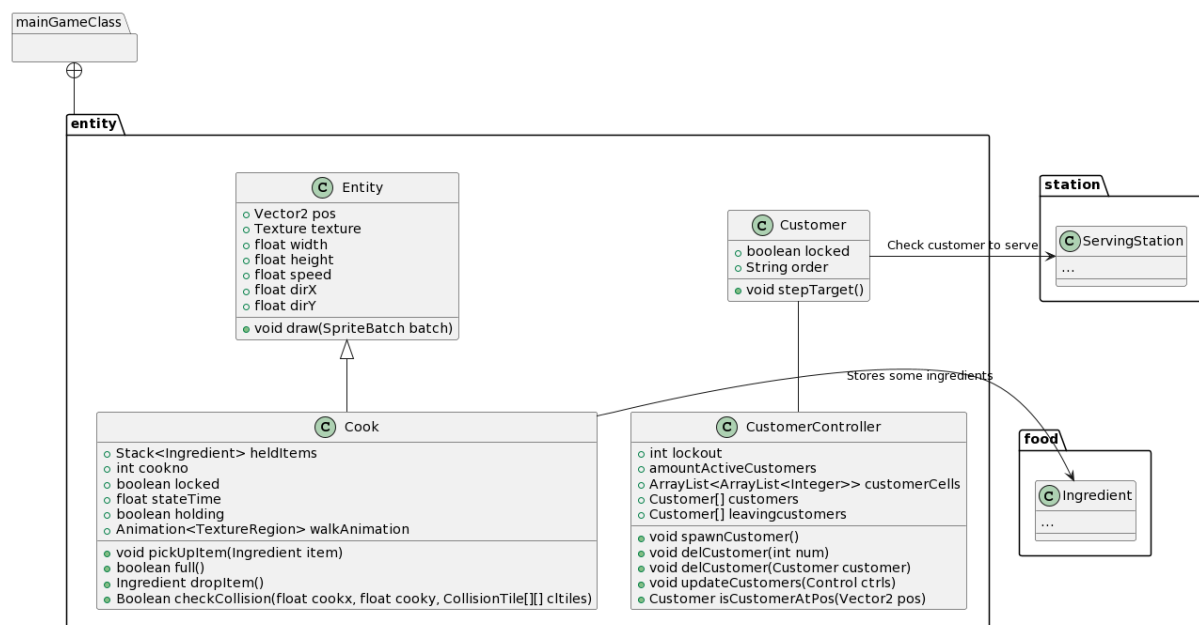 mainGameClass
entity
C Entity
Vector2 pos
Texture texture
float width
float height
float speed
float dirX
float dirY
void draw(SpriteBatch batch)
C Customer
boolean locked
String order
void stepTarget()
Check customer to serve
station
C ServingStation
...
Stores some ingredients
C Cook
Stack<Ingredient> heldItems
int cookno
boolean locked
float stateTime
boolean holding
Animation<TextureRegion> walkAnimation
void pickUpItem(Ingredient item)
boolean full()
Ingredient dropItem()
Boolean checkCollision(float cookx, float cooky, CollisionTile[][] cltiles)
C CustomerController
int lockout
amountActiveCustomers
ArrayList<ArrayList<Integer>> customerCells
Customer[] customers
Customer[] leavingcustomers
void spawnCustomer()
void delCustomer(int num)
void delCustomer(Customer customer)
void updateCustomers(Control ctrls)
Customer isCustomerAtPos(Vector2 pos)
food
C Ingredient
...